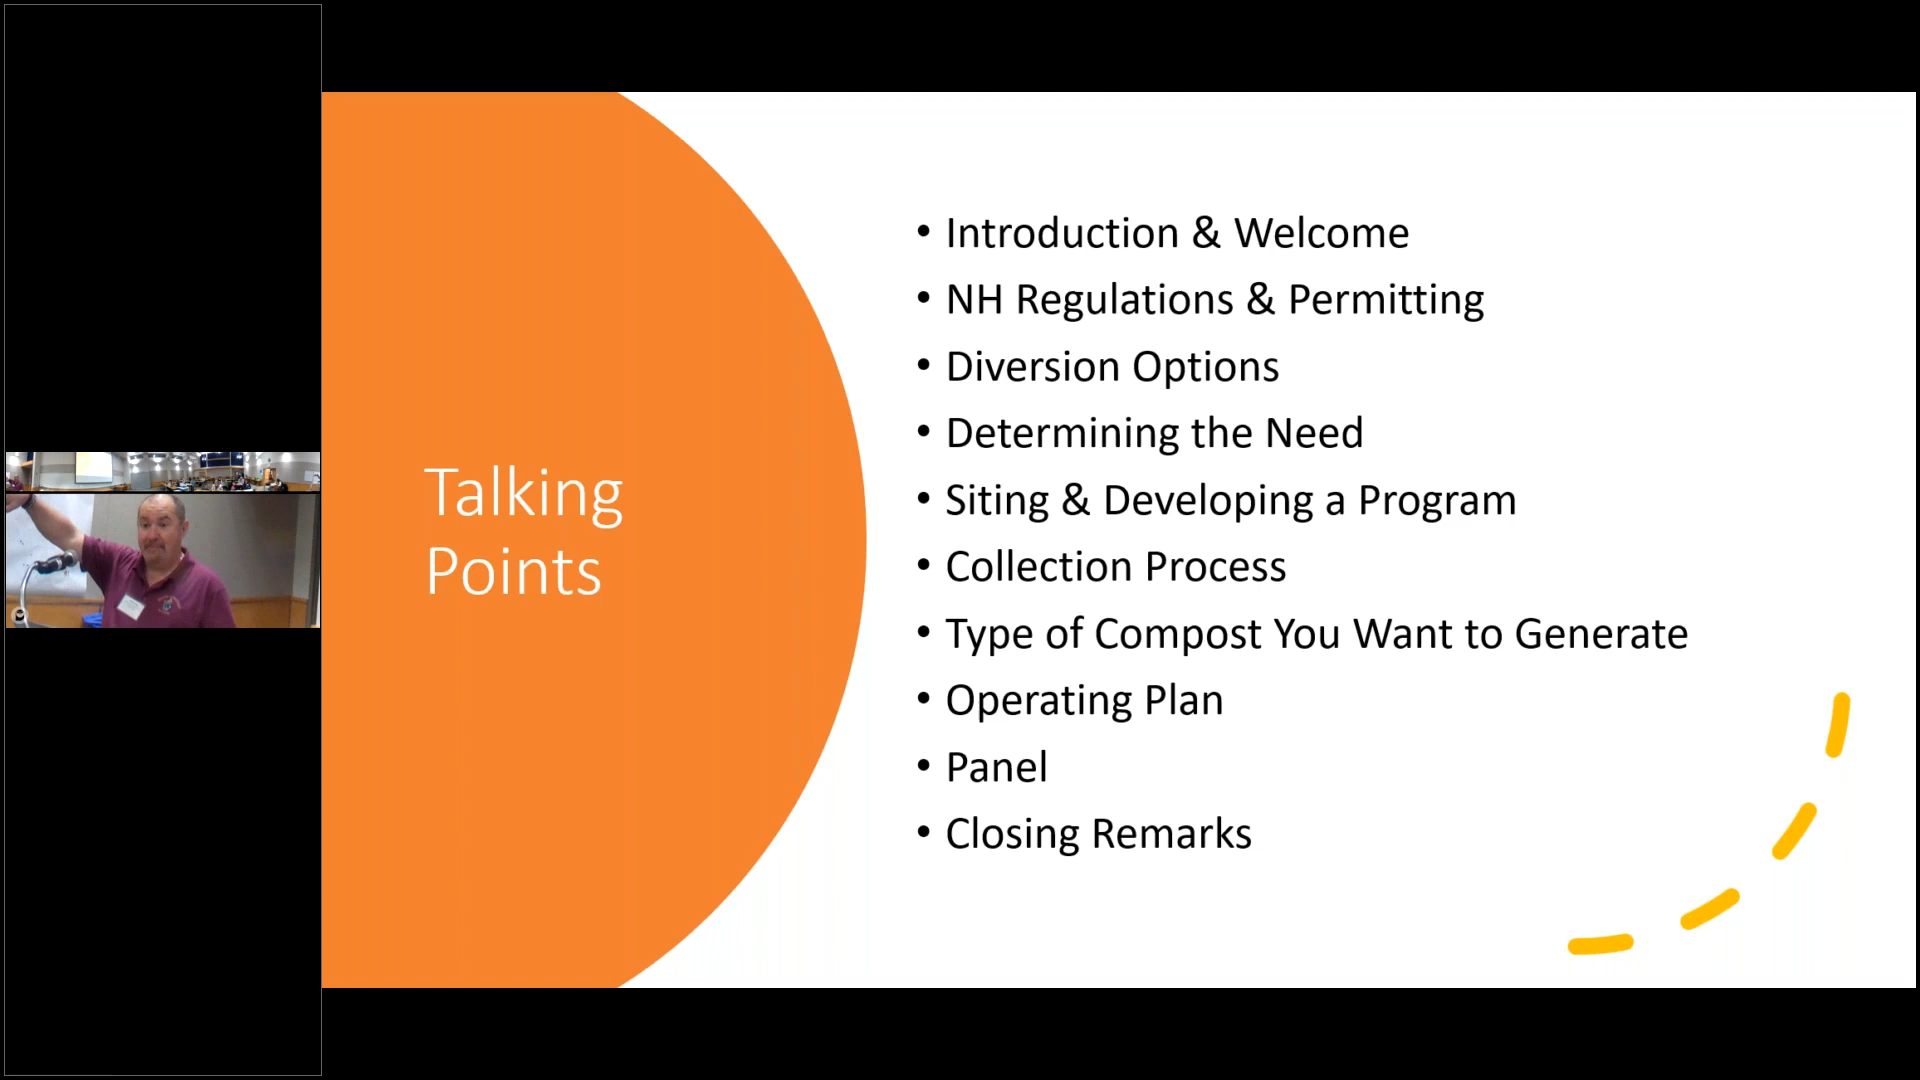 Talking
Points
• Introduction & Welcome
• NH Regulations & Permitting
• Diversion Options
• Determining the Need
• Siting & Developing a Program
• Collection Process
• Type of Compost You Want to Generate
• Operating Plan
• Panel
• Closing Remarks